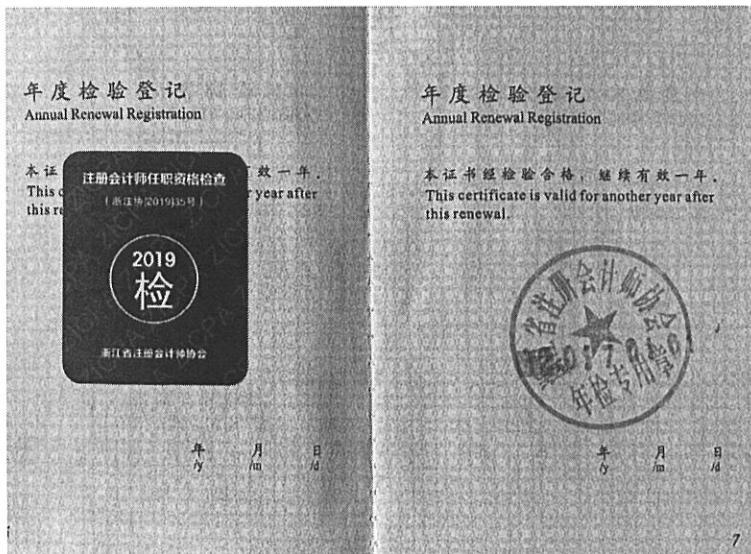 年度检验登记
Annual Renewal Registration
本证
有效一年.
This c
r year after
this re
注册会计师任职资格检查
(浙注协[2019]35号)
2019
检
浙江省注册会计师协会
年 月 日
/y /m /d
年度检验登记
Annual Renewal Registration
本证书经检验合格,继续有效一年.
This certificate is valid for another year after
this renewal.
省注册会计师协会
年检专用章
年 月 日
/y /m /d
7